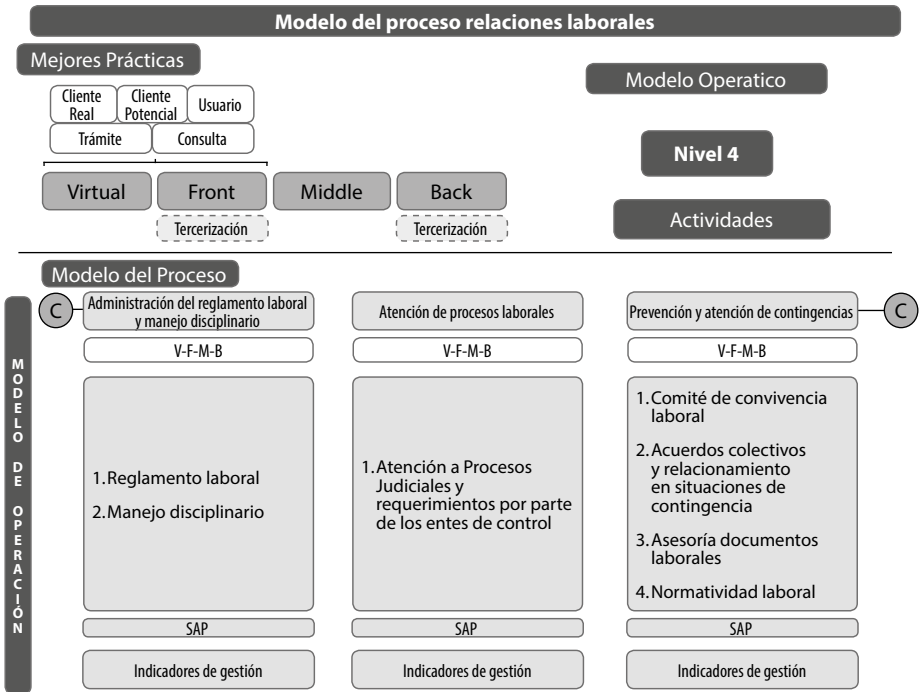 Modelo del proceso relaciones laborales
Mejores Prácticas
Cliente
Real
Cliente
Potencial
Usuario
Trámite
Consulta
Virtual
Front
Middle
Back
Tercerización
Tercerización
Modelo Operatico
Nivel 4
Actividades
Modelo del Proceso
MODELO DE OPERACIÓN
C
Administración del reglamento laboral
y manejo disciplinario
Atención de procesos laborales
Prevención y atención de contingencias
C
V-F-M-B
V-F-M-B
V-F-M-B
1. Reglamento laboral
2. Manejo disciplinario
1. Atención a Procesos
Judiciales y
requerimientos por parte
de los entes de control
1. Comité de convivencia
laboral
2. Acuerdos colectivos
y relacionamiento
en situaciones de
contingencia
3. Asesoría documentos
laborales
4. Normatividad laboral
SAP
SAP
SAP
Indicadores de gestión
Indicadores de gestión
Indicadores de gestión